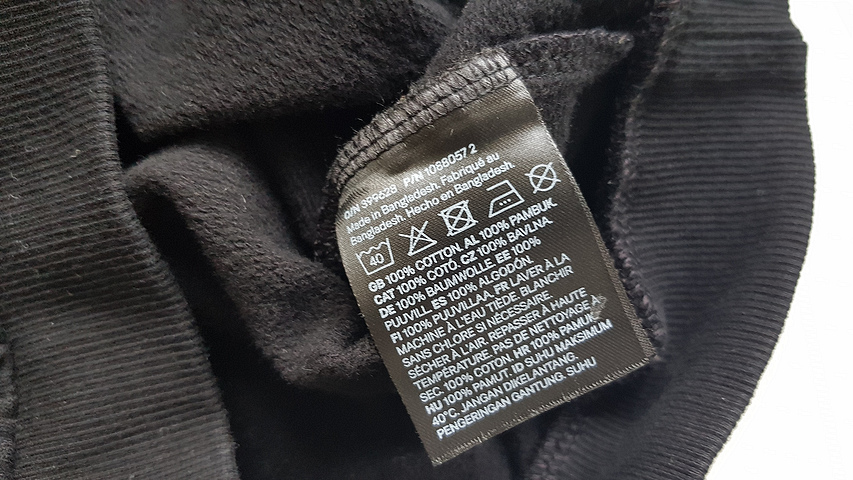 O/N 399628 P/N 1088057 2
Made in Bangladesh. Fabriqué au
Bangladesh. Hecho en Bangladesh.
40
GB 100% COTTON. AL 100% PAMBUK.
CAT 100% COTÓ. CZ 100% BAVLNA.
DE 100% BAUMWOLLE. EE 100%
PUUVILL. ES 100% ALGODÓN.
FI 100% PUUVILLAA. FR LAVER À LA
MACHINE À L'EAU TIÈDE. BLANCHIR
SANS CHLORE SI NÉCESSAIRE.
SÉCHER À L'AIR. REPASSER À HAUTE
TEMPÉRATURE. PAS DE NETTOYAGE À
SEC. 100% COTON. HR 100% PAMUK.
HU 100% PAMUT. ID SUHU MAKSIMUM
40°C. JANGAN DIKELANTANG.
PENGERINGAN GANTUNG. SUHU